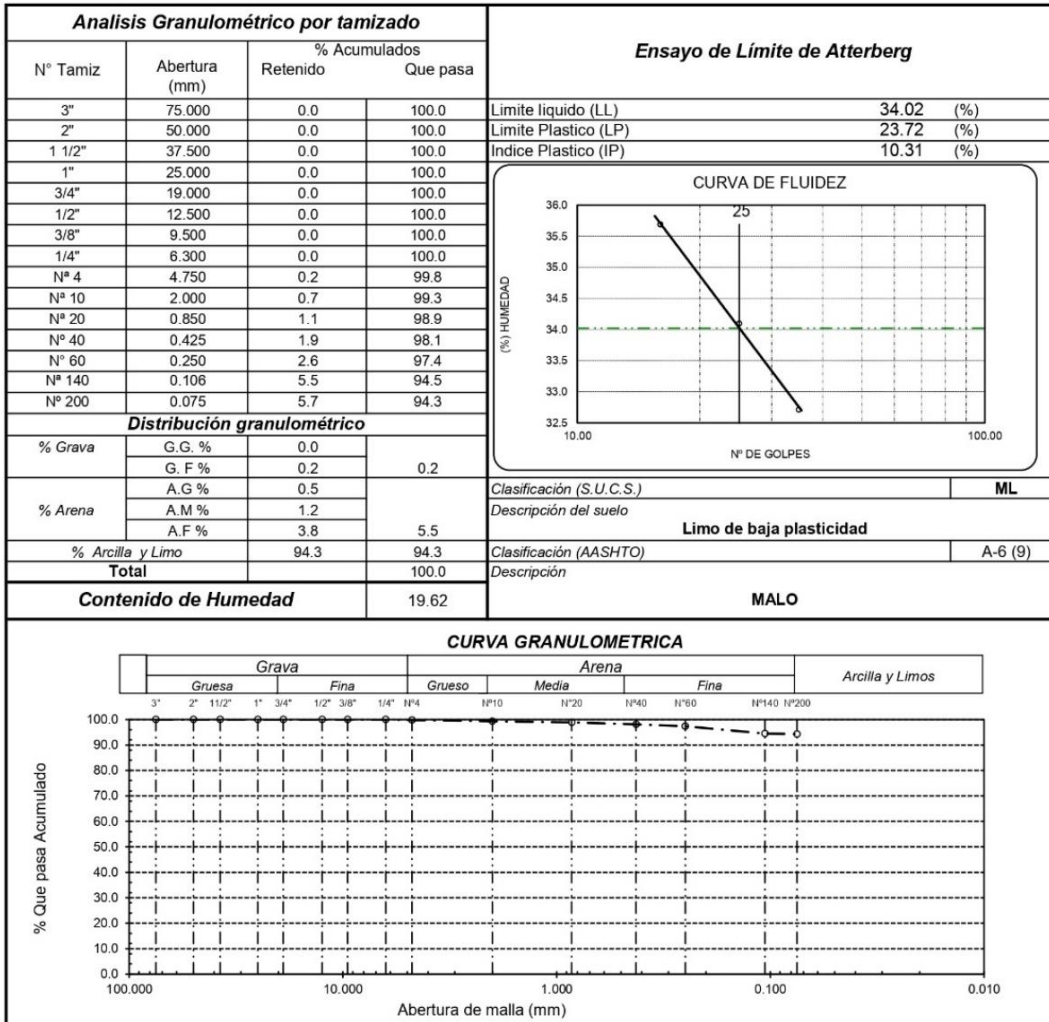 Analisis Granulométrico por tamizado
N° Tamiz Abertura (mm) % Acumulados
Retenido Que pasa
3" 75.000 0.0 100.0
2" 50.000 0.0 100.0
1 1/2" 37.500 0.0 100.0
1" 25.000 0.0 100.0
3/4" 19.000 0.0 100.0
1/2" 12.500 0.0 100.0
3/8" 9.500 0.0 100.0
1/4" 6.300 0.0 100.0
Nª 4 4.750 0.2 99.8
Nª 10 2.000 0.7 99.3
Nª 20 0.850 1.1 98.9
Nº 40 0.425 1.9 98.1
N° 60 0.250 2.6 97.4
Nª 140 0.106 5.5 94.5
Nº 200 0.075 5.7 94.3
Distribución granulométrico
% Grava G.G. % 0.0
G. F % 0.2 0.2
% Arena A.G % 0.5
A.M % 1.2
A.F % 3.8 5.5
% Arcilla y Limo 94.3 94.3
Total 100.0
Contenido de Humedad 19.62
Ensayo de Límite de Atterberg
Limite liquido (LL) 34.02 (%)
Limite Plastico (LP) 23.72 (%)
Indice Plastico (IP) 10.31 (%)
CURVA DE FLUIDEZ
25
36.0
35.5
35.0
34.5
34.0
33.5
33.0
32.5
(%) HUMEDAD
10.00 100.00
Nº DE GOLPES
Clasificación (S.U.C.S.) ML
Descripción del suelo
Limo de baja plasticidad
Clasificación (AASHTO) A-6 (9)
Descripción
MALO
CURVA GRANULOMETRICA
Grava Arena Arcilla y Limos
Gruesa Fina Grueso Media Fina
3" 2" 11/2" 1" 3/4" 1/2" 3/8" 1/4" Nº4 Nº10 Nº20 Nº40 Nº60 Nº140 Nº200
100.0
90.0
80.0
70.0
60.0
50.0
40.0
30.0
20.0
10.0
0.0
% Que pasa Acumulado
100.000 10.000 1.000 0.100 0.010
Abertura de malla (mm)